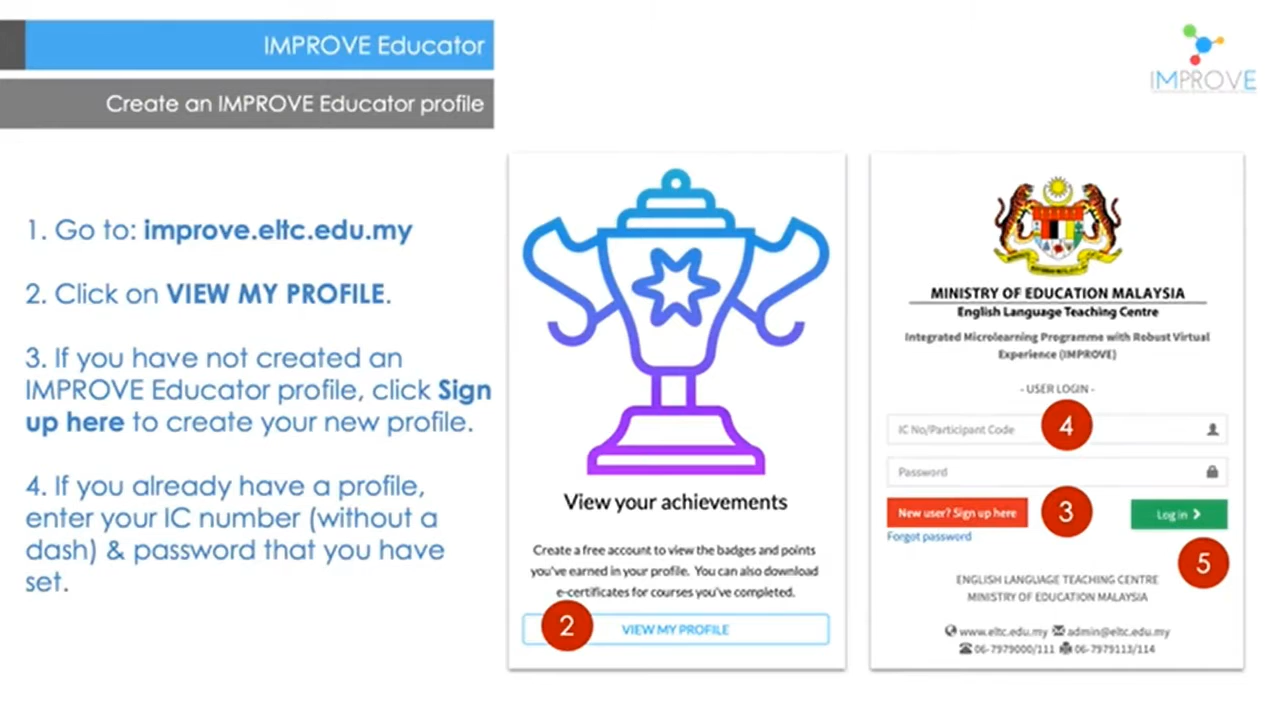 IMPROVE Educator
Create an IMPROVE Educator profile
IMPROVE
1. Go to: improve.eltc.edu.my
2. Click on VIEW MY PROFILE.
3. If you have not created an
IMPROVE Educator profile, click Sign
up here to create your new profile.
4. If you already have a profile,
enter your IC number (without a
dash) & password that you have
set.
View your achievements
Create a free account to view the badges and points
you've earned in your profile. You can also download
e-certificates for courses you've completed.
2
VIEW MY PROFILE
MINISTRY OF EDUCATION MALAYSIA
English Language Teaching Centre
Integrated Microlearning Programme with Robust Virtual
Experience (IMPROVE)
- USER LOGIN -
IC No/Participant Code
4
Password
New user? Sign up here
3
Log in
Forgot password
5
ENGLISH LANGUAGE TEACHING CENTRE
MINISTRY OF EDUCATION MALAYSIA
www.eltc.edu.my admin@eltc.edu.my
06-7979000/111 06-7979113/114